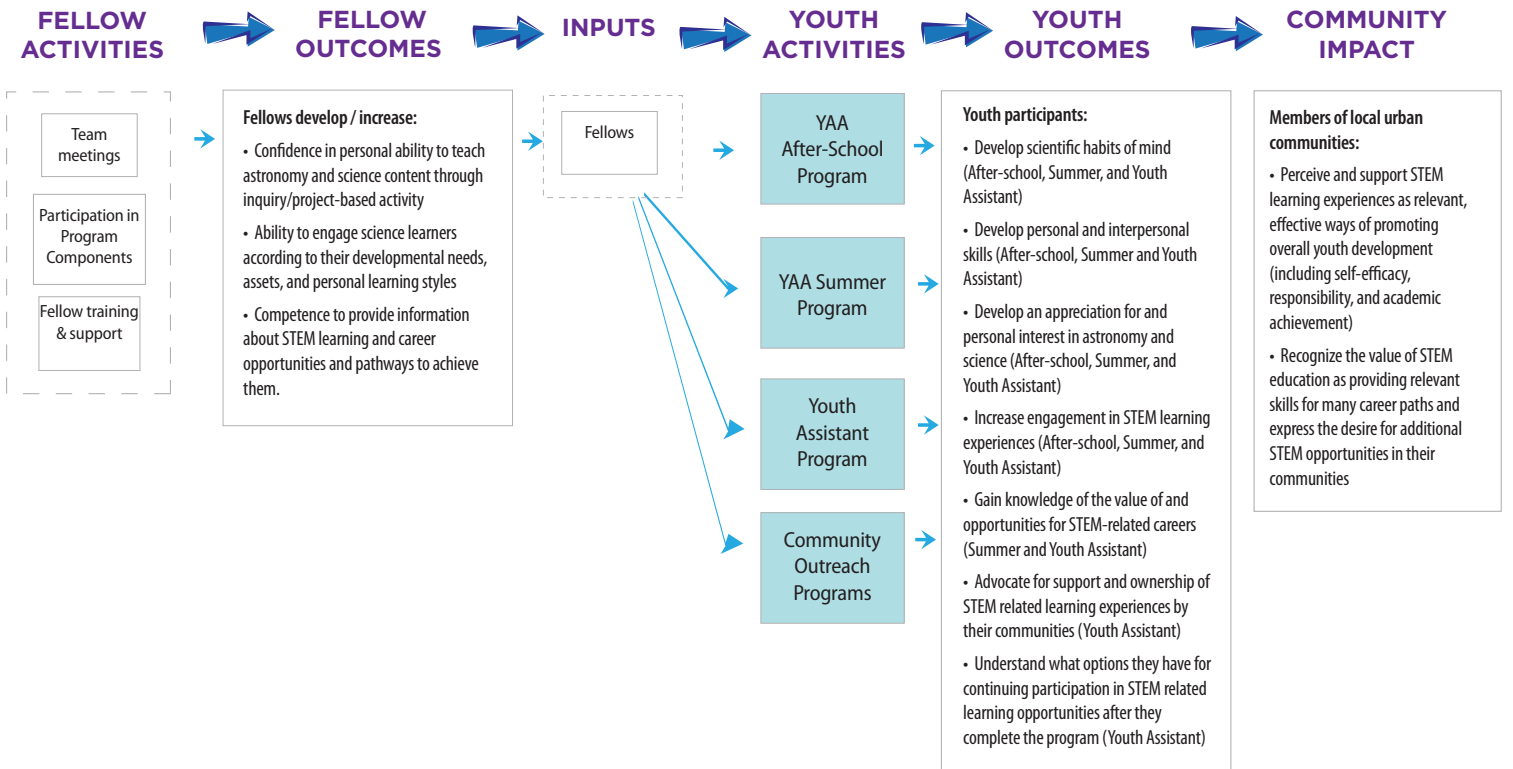 FELLOW
ACTIVITIES
FELLOW
OUTCOMES
INPUTS
YOUTH
ACTIVITIES
YOUTH
OUTCOMES
COMMUNITY
IMPACT
Team
meetings
Participation in
Program
Components
Fellow training
& support
Fellows develop / increase:
• Confidence in personal ability to teach
astronomy and science content through
inquiry/project-based activity
• Ability to engage science learners
according to their developmental needs,
assets, and personal learning styles
• Competence to provide information
about STEM learning and career
opportunities and pathways to achieve
them.
Fellows
YAA
After-School
Program
YAA Summer
Program
Youth
Assistant
Program
Community
Outreach
Programs
Youth participants:
• Develop scientific habits of mind
(After-school, Summer, and Youth
Assistant)
• Develop personal and interpersonal
skills (After-school, Summer and Youth
Assistant)
• Develop an appreciation for and
personal interest in astronomy and
science (After-school, Summer, and
Youth Assistant)
• Increase engagement in STEM learning
experiences (After-school, Summer, and
Youth Assistant)
• Gain knowledge of the value of and
opportunities for STEM-related careers
(Summer and Youth Assistant)
• Advocate for support and ownership of
STEM related learning experiences by
their communities (Youth Assistant)
• Understand what options they have for
continuing participation in STEM related
learning opportunities after they
complete the program (Youth Assistant)
Members of local urban
communities:
• Perceive and support STEM
learning experiences as relevant,
effective ways of promoting
overall youth development
(including self-efficacy,
responsibility, and academic
achievement)
• Recognize the value of STEM
education as providing relevant
skills for many career paths and
express the desire for additional
STEM opportunities in their
communities